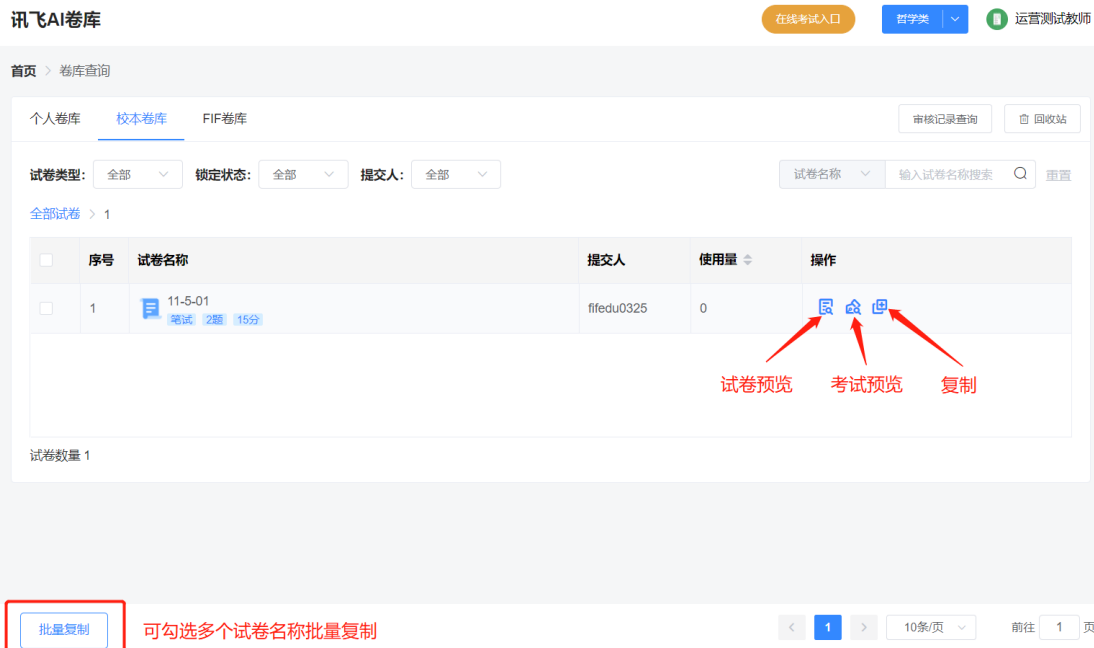 讯飞AI卷库
在线考试入口
哲学类
运营测试教师
首页 > 卷库查询
个人卷库 校本卷库 FIF卷库
审核记录查询 回收站
试卷类型： 全部 锁定状态： 全部 提交人： 全部
试卷名称 输入试卷名称搜索 重置
全部试卷 > 1
序号 试卷名称 提交人 使用量 操作
1 11-5-01 fifedu0325 0
笔试 2题 15分
试卷预览 考试预览 复制
试卷数量 1
批量复制 可勾选多个试卷名称批量复制
< 1 > 10条/页 前往 1 页